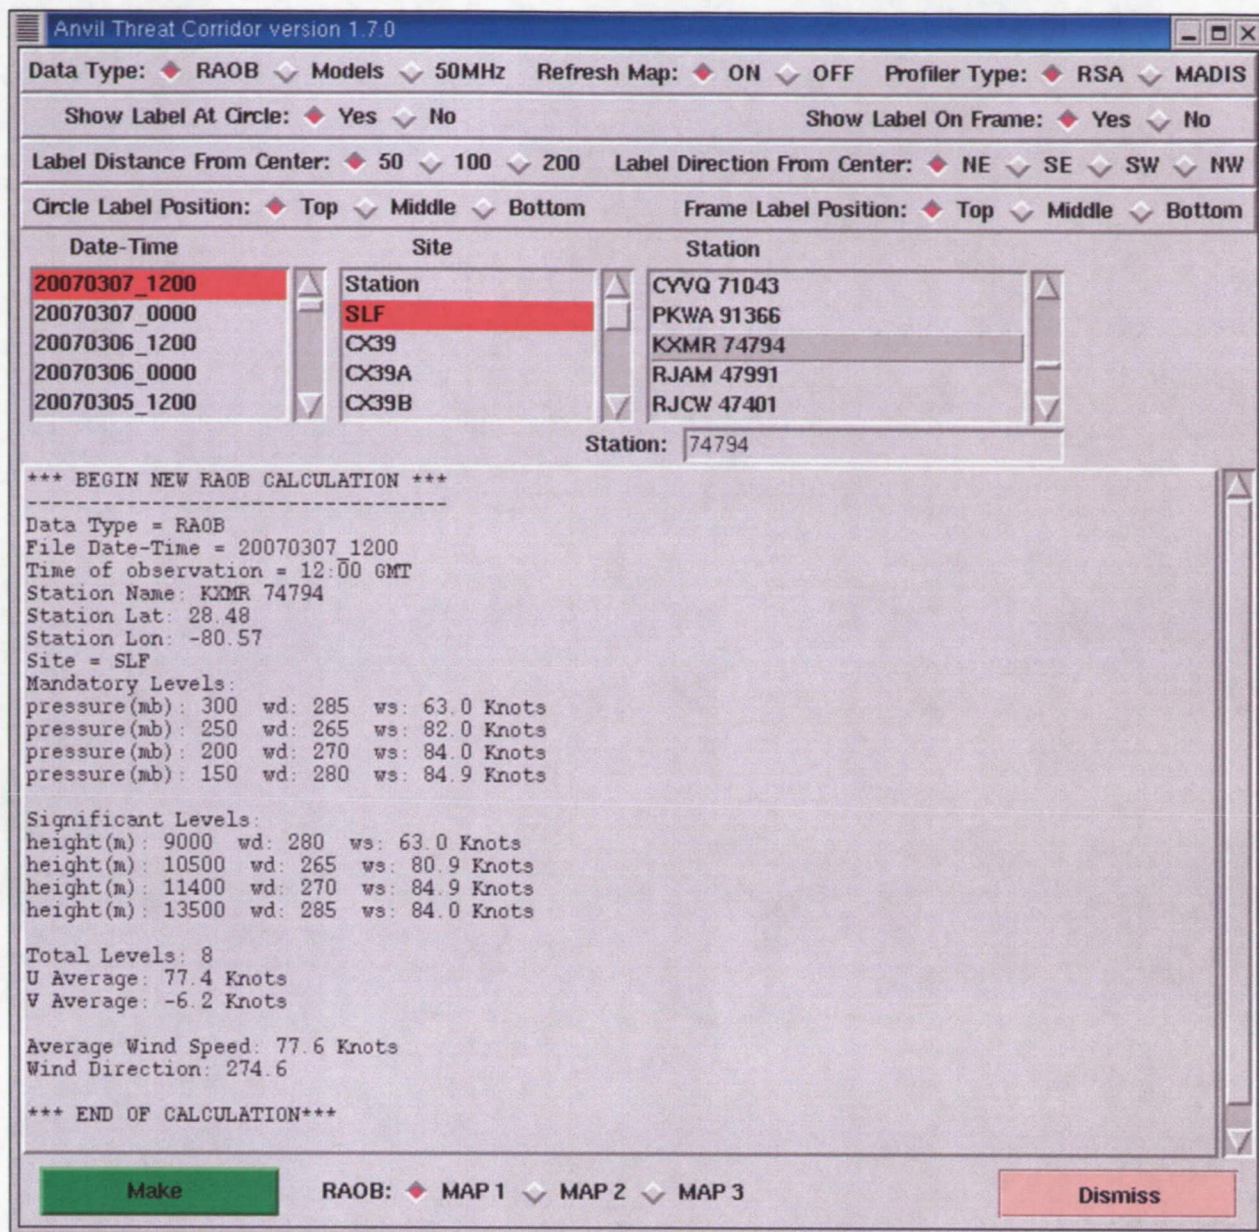 Anvil Threat Corridor version 1.7.0
Data Type: RAOB Models 50MHz Refresh Map: ON OFF Profiler Type: RSA MADIS
Show Label At Circle: Yes No Show Label On Frame: Yes No
Label Distance From Center: 50 100 200 Label Direction From Center: NE SE SW NW
Circle Label Position: Top Middle Bottom Frame Label Position: Top Middle Bottom
Date-Time Site Station
20070307_1200 Station CYVQ 71043
20070307_0000 SLF PKWA 91366
20070306_1200 CX39 KXMR 74794
20070306_0000 CX39A RJAM 47991
20070305_1200 CX39B RJCW 47401
Station: 74794
*** BEGIN NEW RAOB CALCULATION ***
-----------------------------------
Data Type = RAOB
File Date-Time = 20070307_1200
Time of observation = 12:00 GMT
Station Name: KXMR 74794
Station Lat: 28.48
Station Lon: -80.57
Site = SLF
Mandatory Levels:
pressure(mb): 300 wd: 285 ws: 63.0 Knots
pressure(mb): 250 wd: 265 ws: 82.0 Knots
pressure(mb): 200 wd: 270 ws: 84.0 Knots
pressure(mb): 150 wd: 280 ws: 84.9 Knots
Significant Levels:
height(m): 9000 wd: 280 ws: 63.0 Knots
height(m): 10500 wd: 265 ws: 80.9 Knots
height(m): 11400 wd: 270 ws: 84.9 Knots
height(m): 13500 wd: 285 ws: 84.0 Knots
Total Levels: 8
U Average: 77.4 Knots
V Average: -6.2 Knots
Average Wind Speed: 77.6 Knots
Wind Direction: 274.6
*** END OF CALCULATION***
Make RAOB: MAP 1 MAP 2 MAP 3 Dismiss